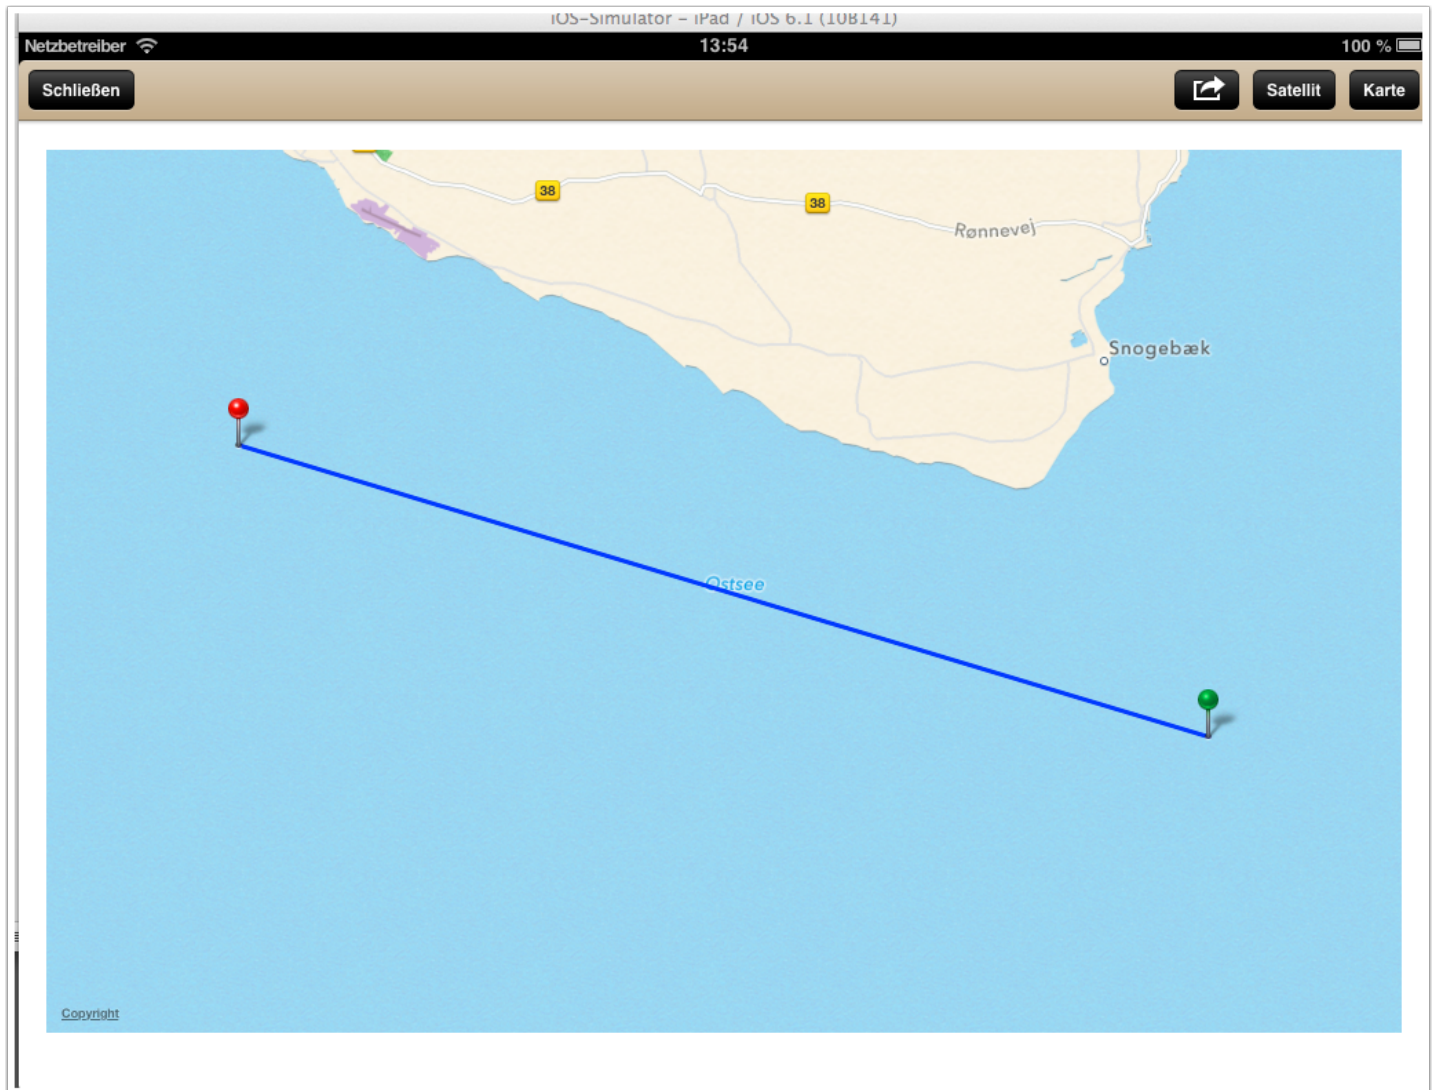 iOS-Simulator – iPad / iOS 6.1 (10B141)
Netzbetreiber 13:54 100 %
Schließen Satellit Karte
38
38
Rønnevej
Snogebæk
Ostsee
Copyright